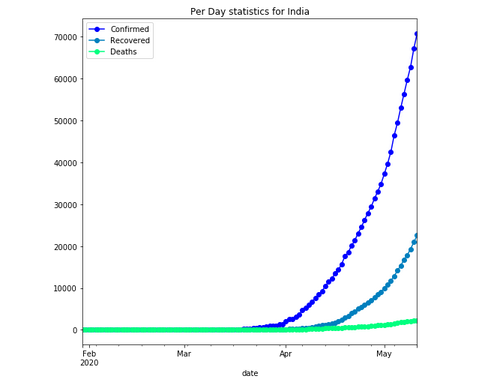 Per Day statistics for India
Confirmed
Recovered
Deaths
70000
60000
50000
40000
30000
20000
10000
0
Feb
2020
Mar
Apr
May
date